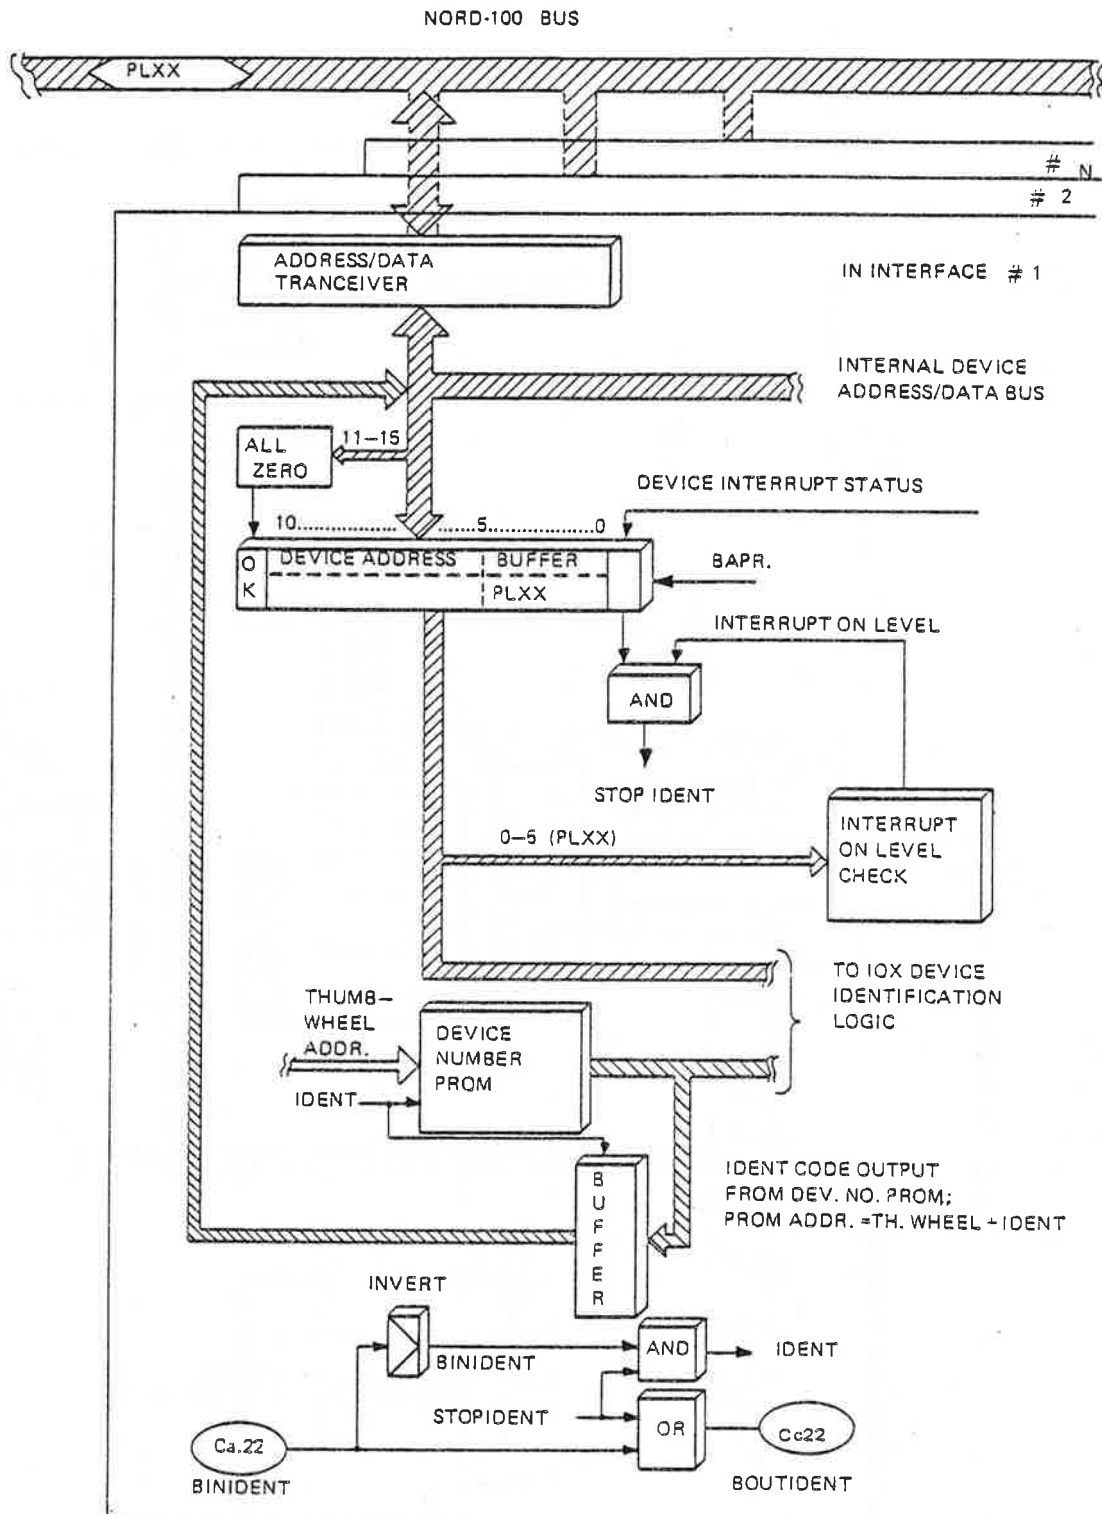 NORD-100 BUS
PLXX
# N
# 2
ADDRESS/DATA
TRANCEIVER
IN INTERFACE # 1
INTERNAL DEVICE
ADDRESS/DATA BUS
ALL
ZERO
11-15
DEVICE INTERRUPT STATUS
10..................5..................0
OK
DEVICE ADDRESS
BUFFER
PLXX
BAPR.
INTERRUPT ON LEVEL
AND
STOP IDENT
0-5 (PLXX)
INTERRUPT
ON LEVEL
CHECK
TO IOX DEVICE
IDENTIFICATION
LOGIC
THUMB-
WHEEL
ADDR.
DEVICE
NUMBER
PROM
IDENT
BUFFER
IDENT CODE OUTPUT
FROM DEV. NO. PROM;
PROM ADDR. =TH. WHEEL - IDENT
INVERT
BINIDENT
AND
IDENT
STOPIDENT
OR
Ca.22
BINIDENT
Cc22
BOUTIDENT